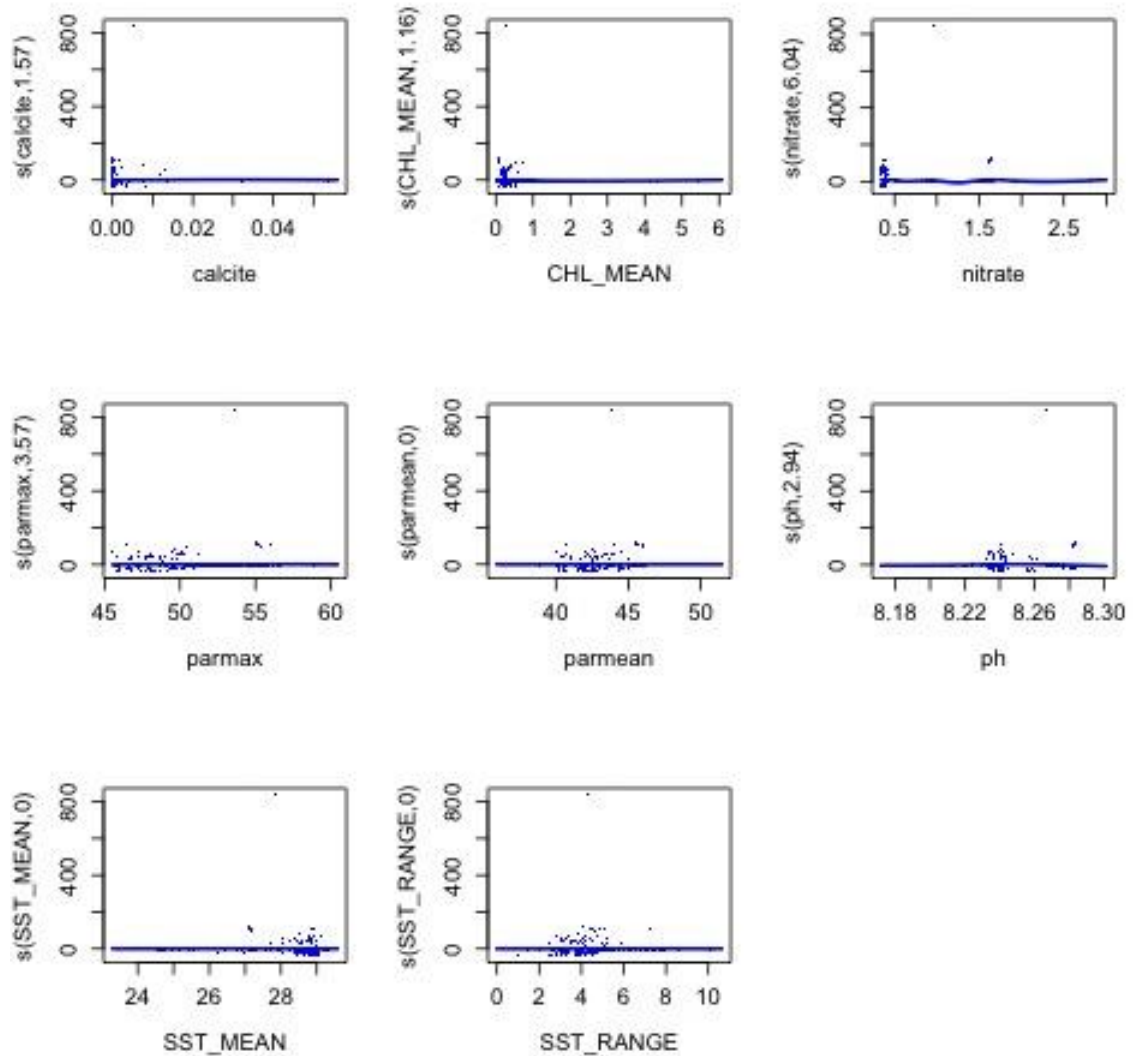 s(calcite,1.57)
800
400
0
0.00 0.02 0.04
calcite
s(CHL_MEAN,1.16)
800
400
0
0 1 2 3 4 5 6
CHL_MEAN
s(nitrate,6.04)
800
400
0
0.5 1.5 2.5
nitrate
s(parmax,3.57)
800
400
0
45 50 55 60
parmax
s(parmean,0)
800
400
0
40 45 50
parmean
s(ph,2.94)
800
400
0
8.18 8.22 8.26 8.30
ph
s(SST_MEAN,0)
800
400
0
24 26 28
SST_MEAN
s(SST_RANGE,0)
800
400
0
0 2 4 6 8 10
SST_RANGE